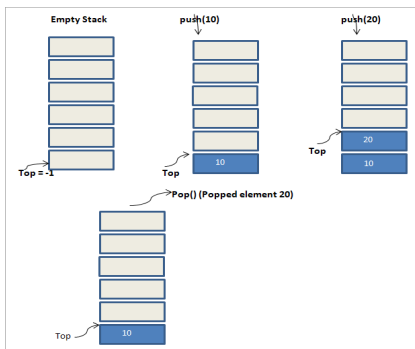 Empty Stack
push(10)
push(20)
Top = -1
Top
10
Top
20
10
Pop() (Popped element 20)
Top
10